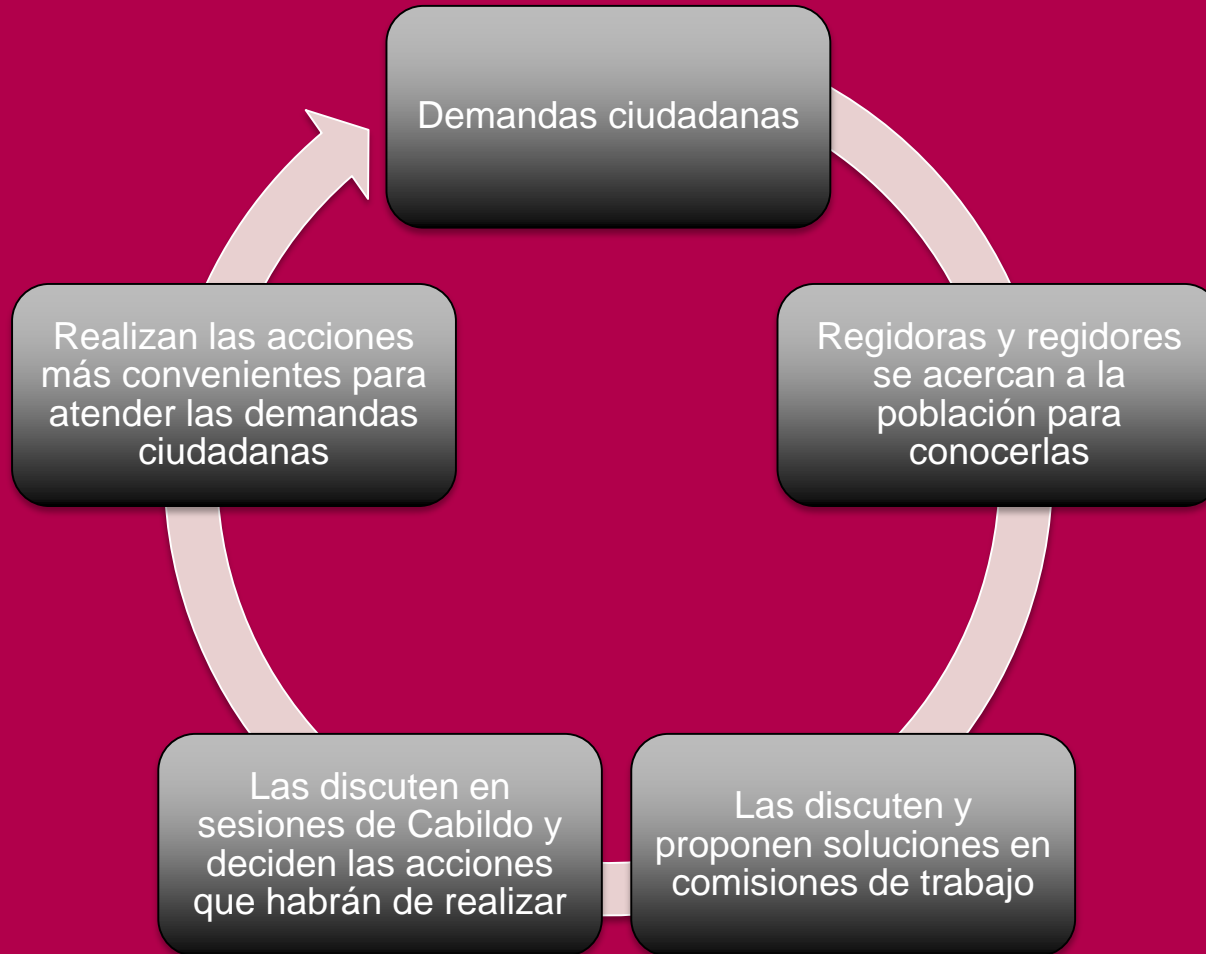 Demandas ciudadanas
Regidoras y regidores
se acercan a la
población para
conocerlas
Las discuten y
proponen soluciones en
comisiones de trabajo
Las discuten en
sesiones de Cabildo y
deciden las acciones
que habrán de realizar
Realizan las acciones
más convenientes para
atender las demandas
ciudadanas